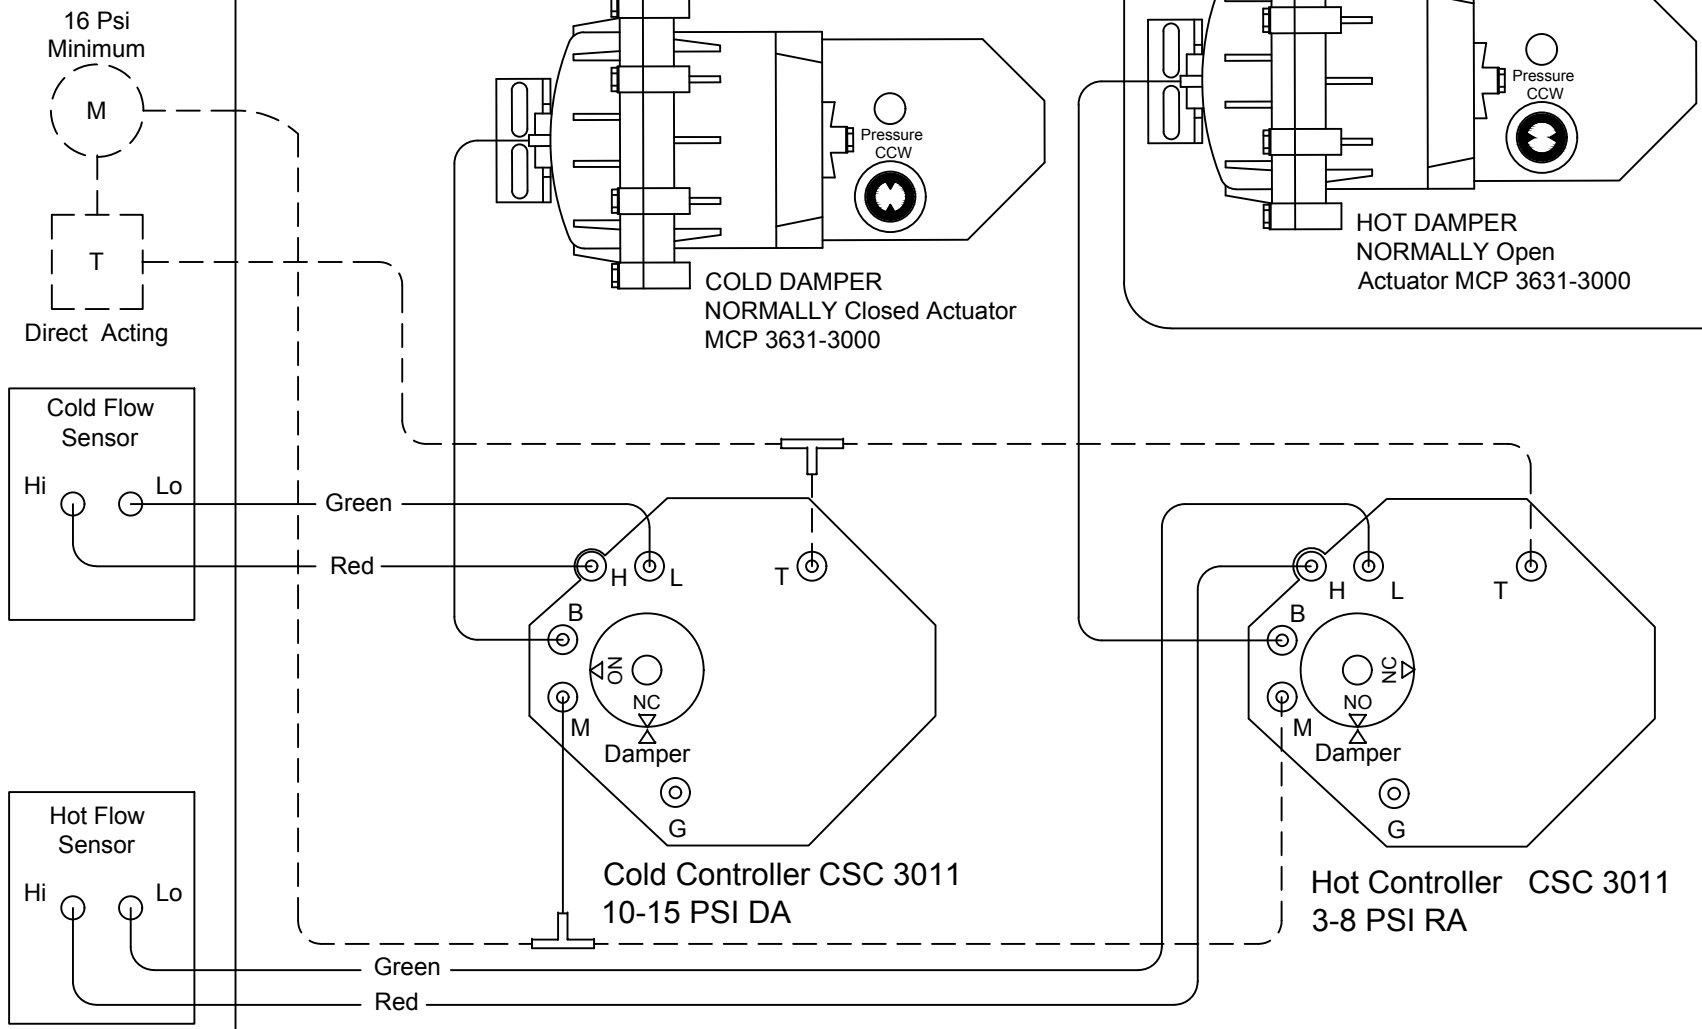 16 Psi
Minimum
M
T
Direct Acting
Pressure
CCW
COLD DAMPER
NORMALLY Closed Actuator
MCP 3631-3000
Pressure
CCW
HOT DAMPER
NORMALLY Open
Actuator MCP 3631-3000
Cold Flow
Sensor
Hi
Lo
Green
Red
H
L
T
B
NO
NC
M
Damper
G
Cold Controller CSC 3011
10-15 PSI DA
H
L
T
B
NC
NO
M
Damper
G
Hot Controller CSC 3011
3-8 PSI RA
Hot Flow
Sensor
Hi
Lo
Green
Red